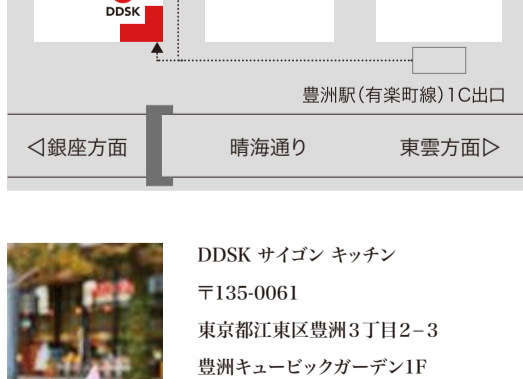 DDSK
豊洲駅(有楽町線)1C出口
◁銀座方面 晴海通り 東雲方面▷
DDSK サイゴン キッチン
〒135-0061
東京都江東区豊洲3丁目2−3
豊洲キュービックガーデン1F